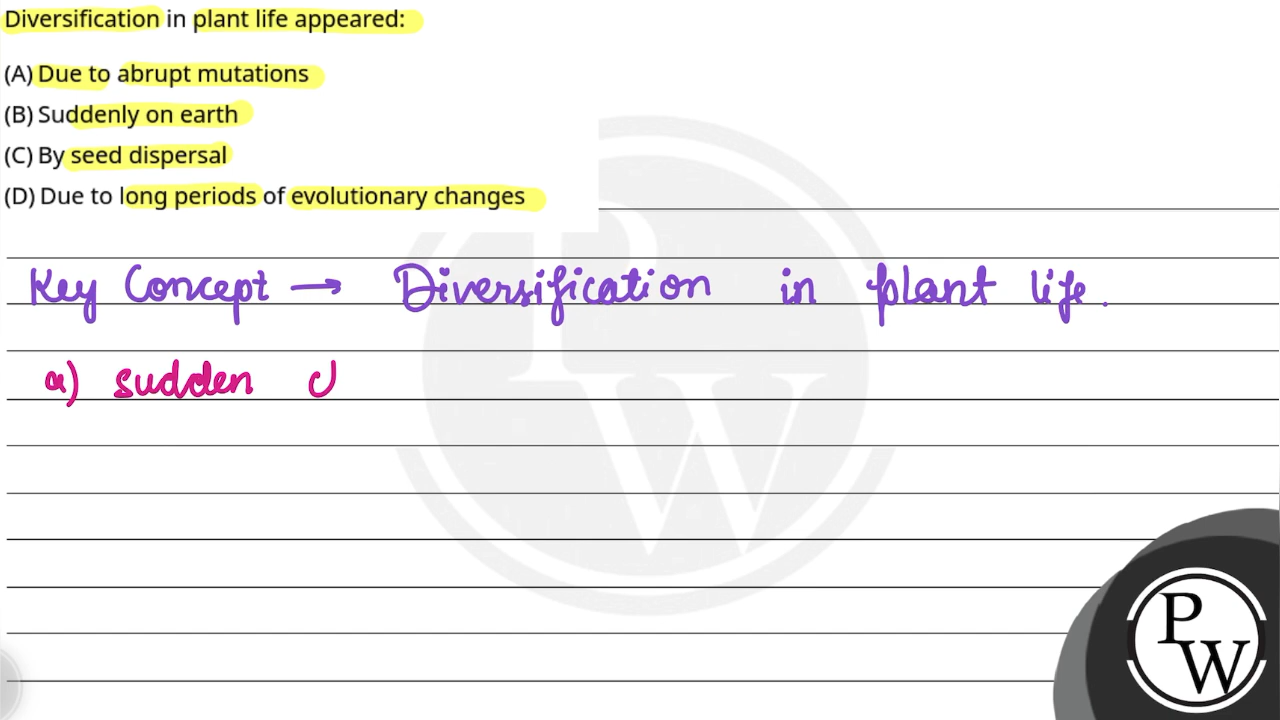 Diversification in plant life appeared:
(A) Due to abrupt mutations
(B) Suddenly on earth
(C) By seed dispersal
(D) Due to long periods of evolutionary changes
Key Concept → Diversification in plant life.
a) sudden
P
W
P
W